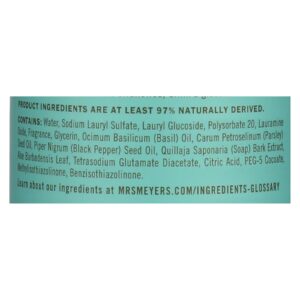 PRODUCT INGREDIENTS ARE AT LEAST 97% NATURALLY DERIVED.
CONTAINS: Water, Sodium Lauryl Sulfate, Lauryl Glucoside, Polysorbate 20, Lauramine
Oxide, Fragrance, Glycerin, Ocimum Basilicum (Basil) Oil, Carum Petroselinum (Parsley)
Seed Oil, Piper Nigrum (Black Pepper) Seed Oil, Quillaja Saponaria (Soap) Bark Extract,
Aloe Barbadensis Leaf, Tetrasodium Glutamate Diacetate, Citric Acid, PEG-5 Cocoate,
Methylisothiazolinone, Benzisothiazolinone.
Learn about our ingredients at MRSMEYERS.COM/INGREDIENTS-GLOSSARY